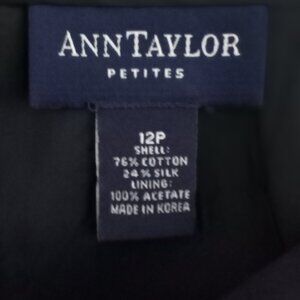 ANNTAYLOR
PETITES
12P
SHELL:
76% COTTON
24% SILK
LINING:
100% ACETATE
MADE IN KOREA